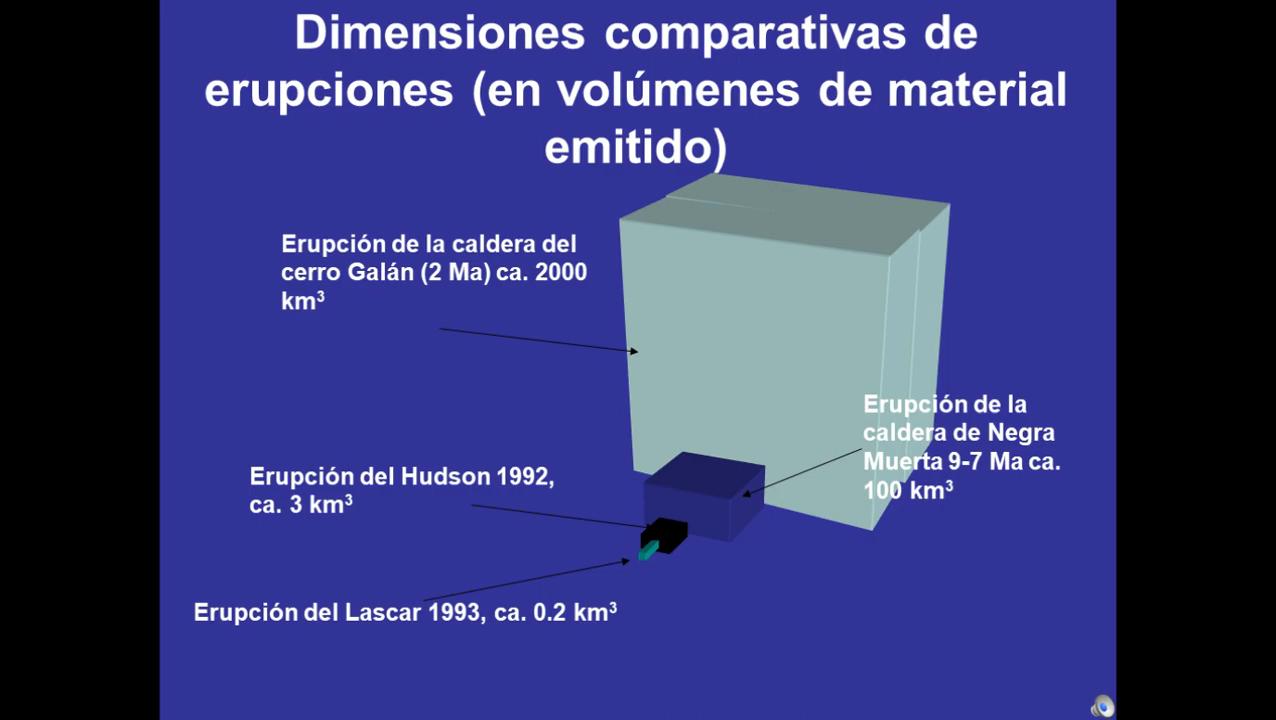 Dimensiones comparativas de
erupciones (en volúmenes de material
emitido)
Erupción de la caldera del
cerro Galán (2 Ma) ca. 2000
km³
Erupción de la
caldera de Negra
Muerta 9-7 Ma ca.
100 km³
Erupción del Hudson 1992,
ca. 3 km³
Erupción del Lascar 1993, ca. 0.2 km³